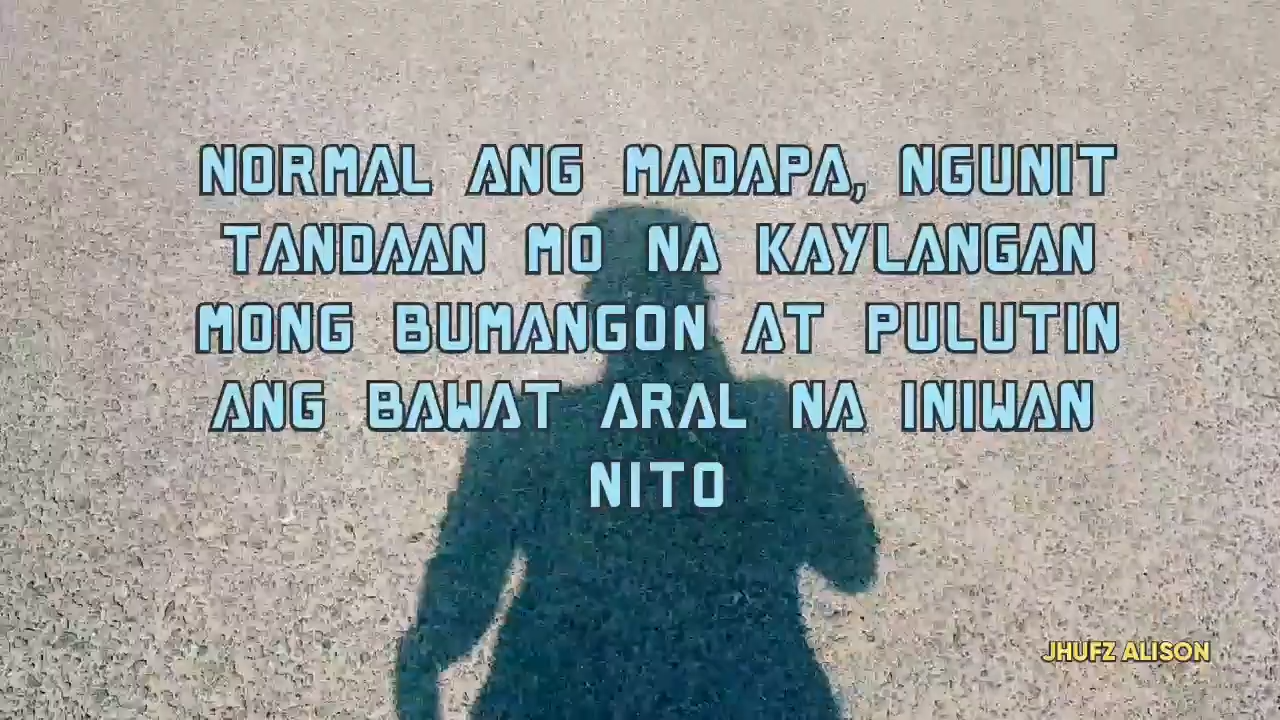 NORMAL ANG MADAPA, NGUNIT
TANDAAN MO NA KAYLANGAN
MONG BUMANGON AT PULUTIN
ANG BAWAT ARAL NA INIWAN
NITO
JHUFZ ALISON